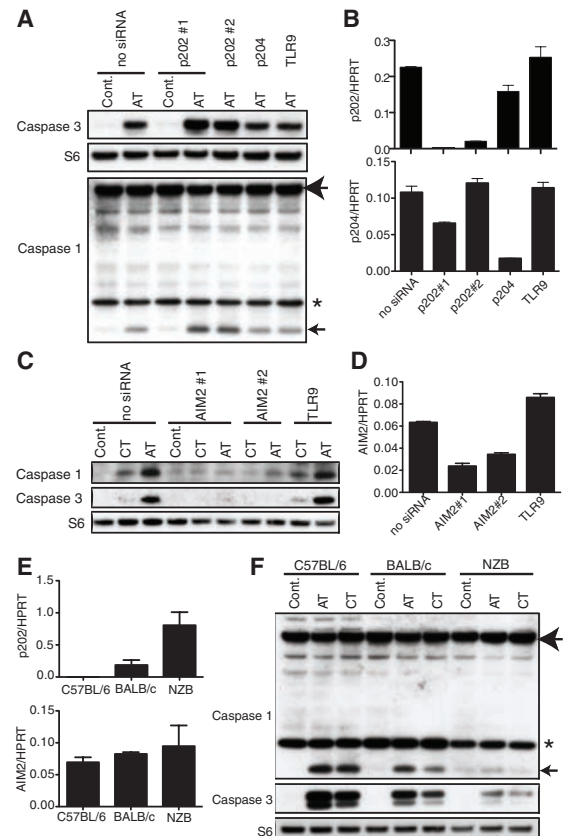 A
no siRNA
p202 #1
p202 #2
p204
TLR9
Cont.
AT
Cont.
AT
AT
AT
AT
Caspase 3
S6
Caspase 1
*
B
p202/HPRT
0.3
0.2
0.1
0.0
p204/HPRT
0.15
0.10
0.05
0.00
no siRNA
p202#1
p202#2
p204
TLR9
C
no siRNA
AIM2 #1
AIM2 #2
TLR9
Cont.
CT
AT
Cont.
CT
AT
CT
AT
CT
AT
Caspase 1
Caspase 3
S6
D
AIM2/HPRT
0.10
0.08
0.06
0.04
0.02
0.00
no siRNA
AIM2#1
AIM2#2
TLR9
E
p202/HPRT
1.5
1.0
0.5
0.0
C57BL/6 BALB/c NZB
AIM2/HPRT
0.15
0.10
0.05
0.00
C57BL/6 BALB/c NZB
F
C57BL/6 BALB/c NZB
Cont.
AT
CT
Cont.
AT
CT
Cont.
AT
CT
Caspase 1
*
Caspase 3
S6